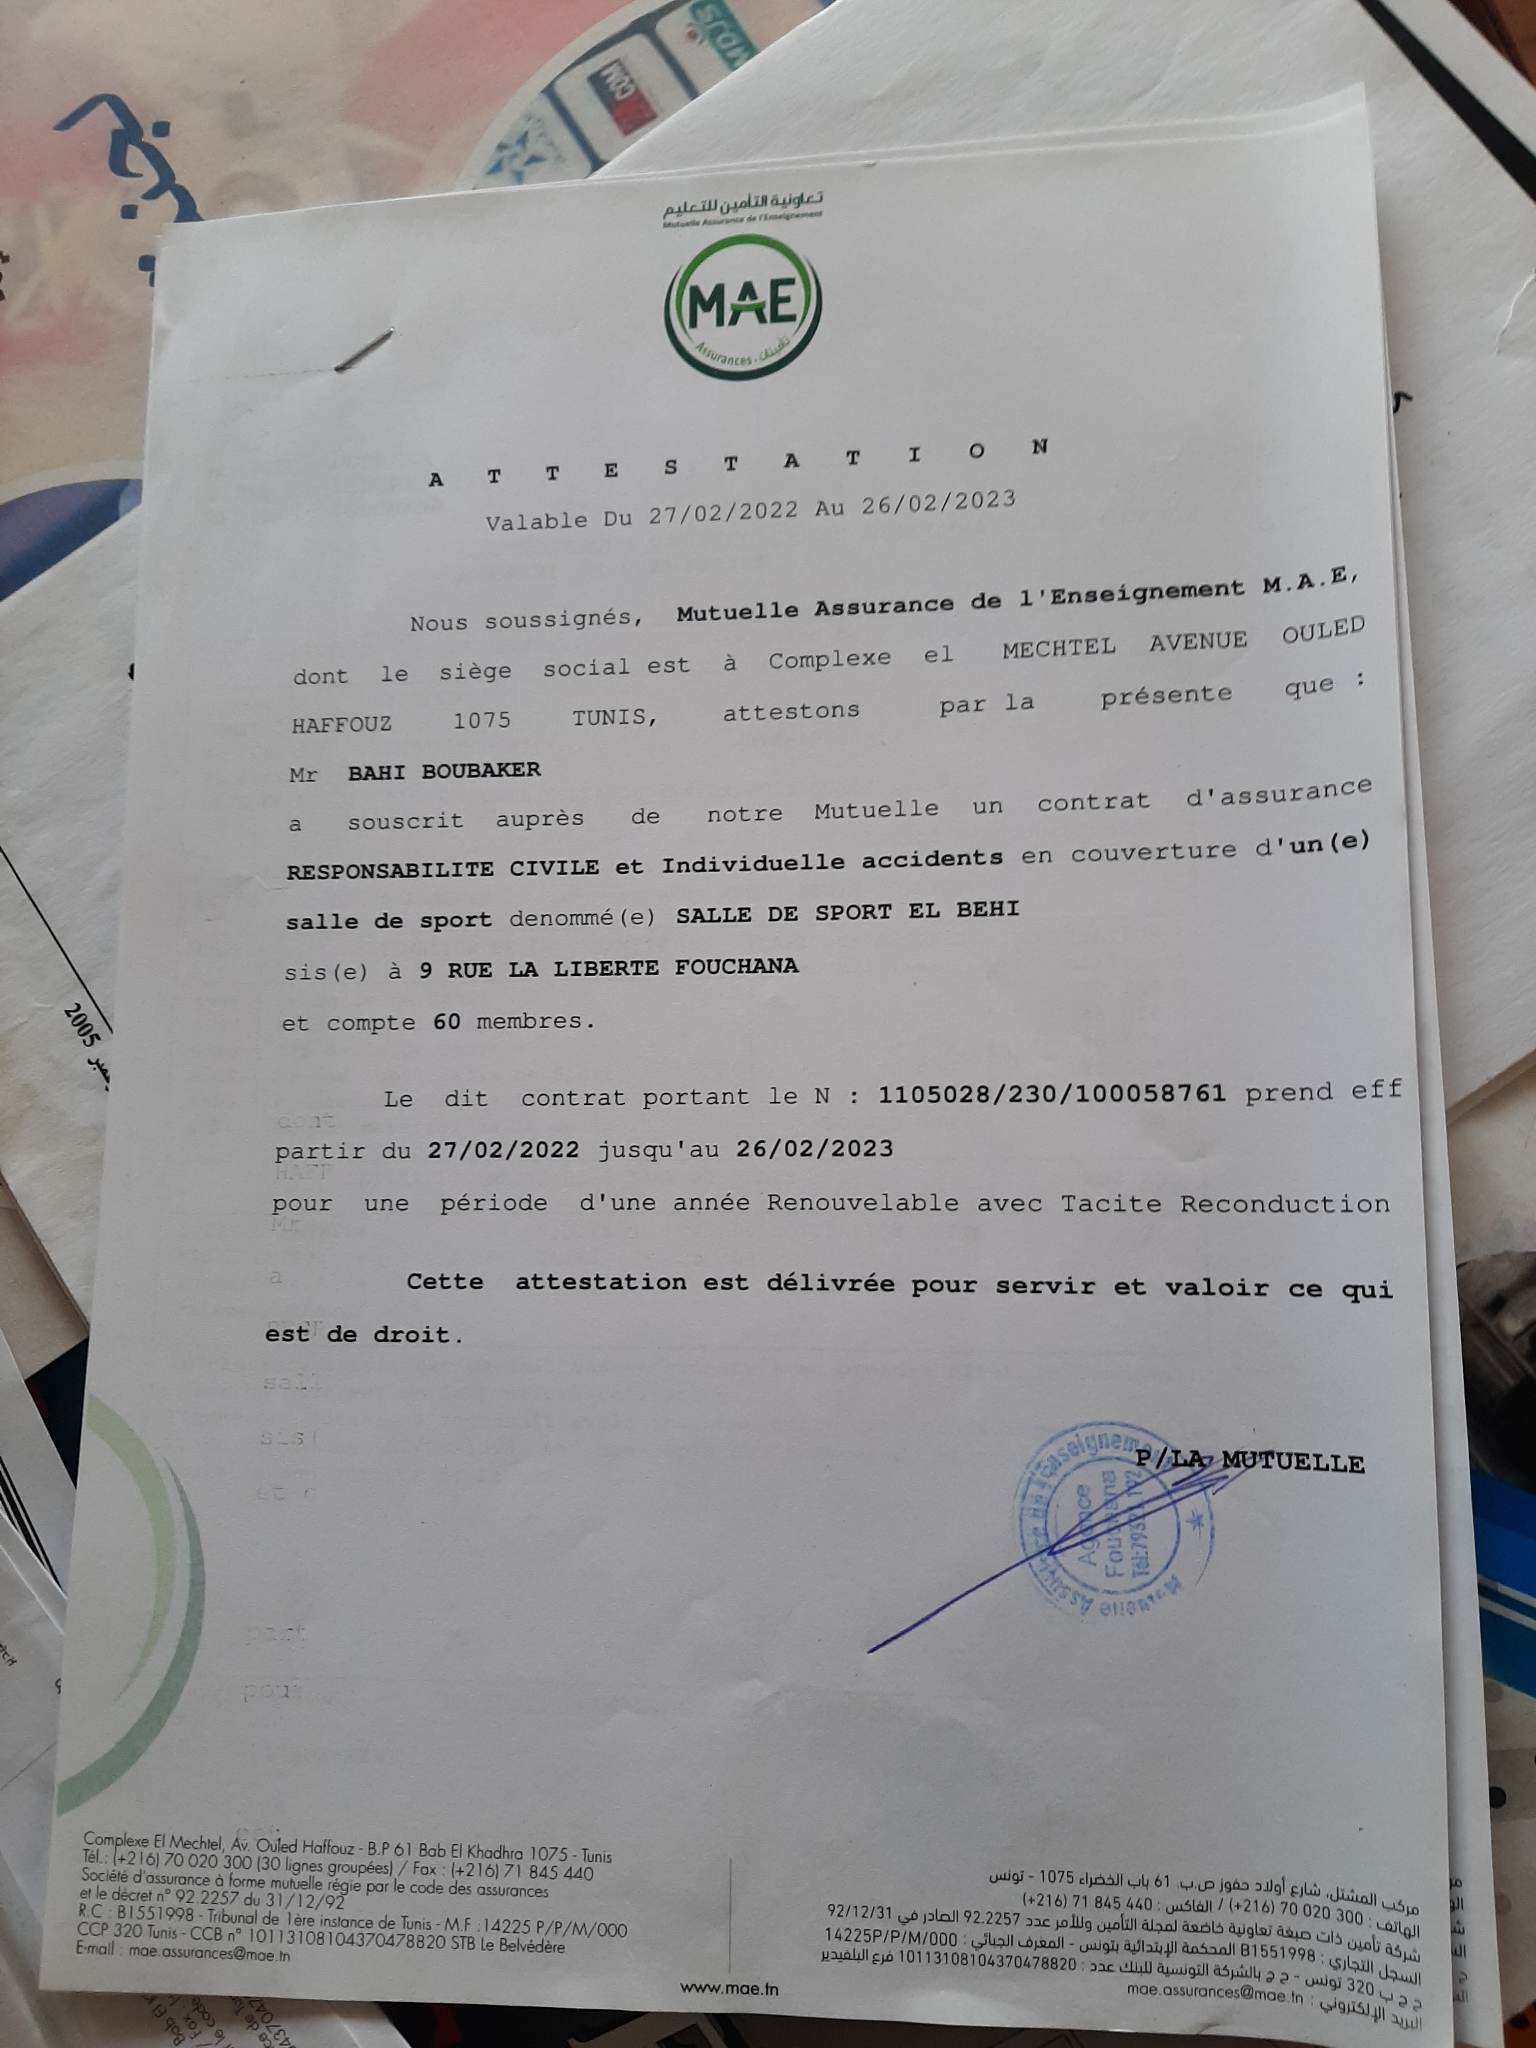 تعاونية التأمين للتعليم
Mutuelle Assurance de l'Enseignement
MAE
Assurances - تأمينات
A T T E S T A T I O N
Valable Du 27/02/2022 Au 26/02/2023
Nous soussignés, Mutuelle Assurance de l'Enseignement M.A.E,
dont le siège social est à Complexe el MECHTEL AVENUE OULED
HAFFOUZ 1075 TUNIS, attestons par la présente que :
Mr BAHI BOUBAKER
a souscrit auprès de notre Mutuelle un contrat d'assurance
RESPONSABILITE CIVILE et Individuelle accidents en couverture d'un(e)
salle de sport denommé(e) SALLE DE SPORT EL BEHI
sis(e) à 9 RUE LA LIBERTE FOUCHANA
et compte 60 membres.
Le dit contrat portant le N : 1105028/230/100058761 prend eff
partir du 27/02/2022 jusqu'au 26/02/2023
pour une période d'une année Renouvelable avec Tacite Reconduction
Cette attestation est délivrée pour servir et valoir ce qui
est de droit.
P/LA MUTUELLE
Mutuelle Assurance de l'Enseignement
Agence
Complexe El Mechtel, Av. Ouled Haffouz - B.P 61 Bab El Khadhra 1075 - Tunis
Tél.: (+216) 70 020 300 (30 lignes groupées) / Fax : (+216) 71 845 440
Société d'assurance à forme mutuelle régie par le code des assurances
et le décret n° 92.2257 du 31/12/92
R.C : B1551998 - Tribunal de 1ère instance de Tunis - M.F :14225 P/P/M/000
CCP 320 Tunis - CCB n° 10113108104370478820 STB Le Belvédère
E-mail : mae.assurances@mae.tn
www.mae.tn
مركب المشتل، شارع أولاد حفوز ص.ب. 61 باب الخضراء 1075 - تونس
الهاتف : 300 020 70 (216+) / الفاكس : 440 845 71 (216+)
شركة تأمين ذات صبغة تعاونية خاضعة لمجلة التأمين وللأمر عدد 92.2257 الصادر في 92/12/31
السجل التجاري : B1551998 المحكمة الإبتدائية بتونس - المعرف الجبائي : 14225P/P/M/000
ح ج ب 320 تونس - ح ج بالشركة التونسية للبنك عدد : 10113108104370478820 فرع البلفيدير
البريد الإلكتروني : mae.assurances@mae.tn
2005
COM